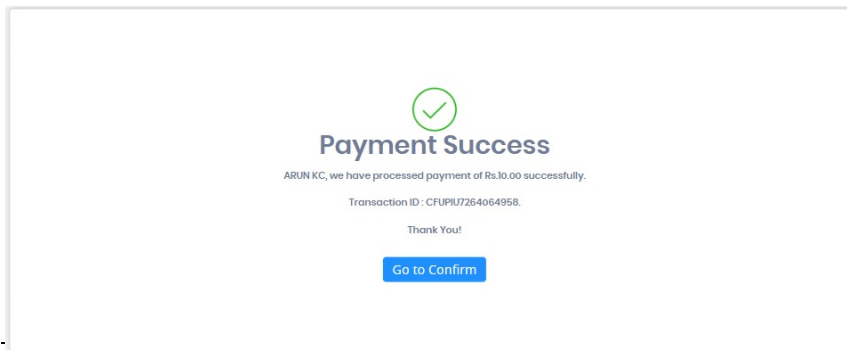 Payment Success
ARUN KC, we have processed payment of Rs.10.00 successfully.
Transaction ID : CFUPIU7264064958.
Thank You!
Go to Confirm
-